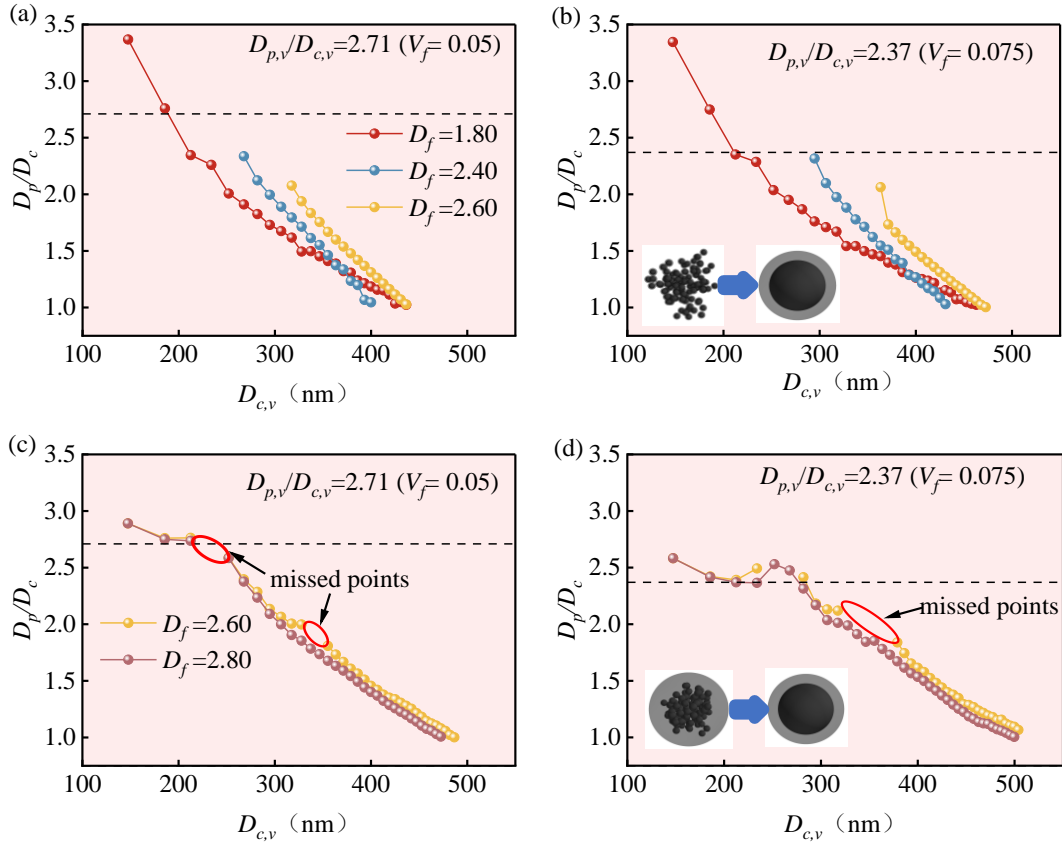 (a)
D_{p,v}/D_{c,v}=2.71 (V_f= 0.05)
D_f=1.80
D_f=2.40
D_f=2.60
D_p/D_c
3.5
3.0
2.5
2.0
1.5
1.0
100 200 300 400 500
D_{c,v} （nm）
(b)
D_{p,v}/D_{c,v}=2.37 (V_f= 0.075)
D_p/D_c
3.5
3.0
2.5
2.0
1.5
1.0
100 200 300 400 500
D_{c,v} （nm）
(c)
D_{p,v}/D_{c,v}=2.71 (V_f= 0.05)
missed points
D_f=2.60
D_f=2.80
D_p/D_c
3.5
3.0
2.5
2.0
1.5
1.0
100 200 300 400 500
D_{c,v} （nm）
(d)
D_{p,v}/D_{c,v}=2.37 (V_f= 0.075)
missed points
D_p/D_c
3.5
3.0
2.5
2.0
1.5
1.0
100 200 300 400 500
D_{c,v} （nm）